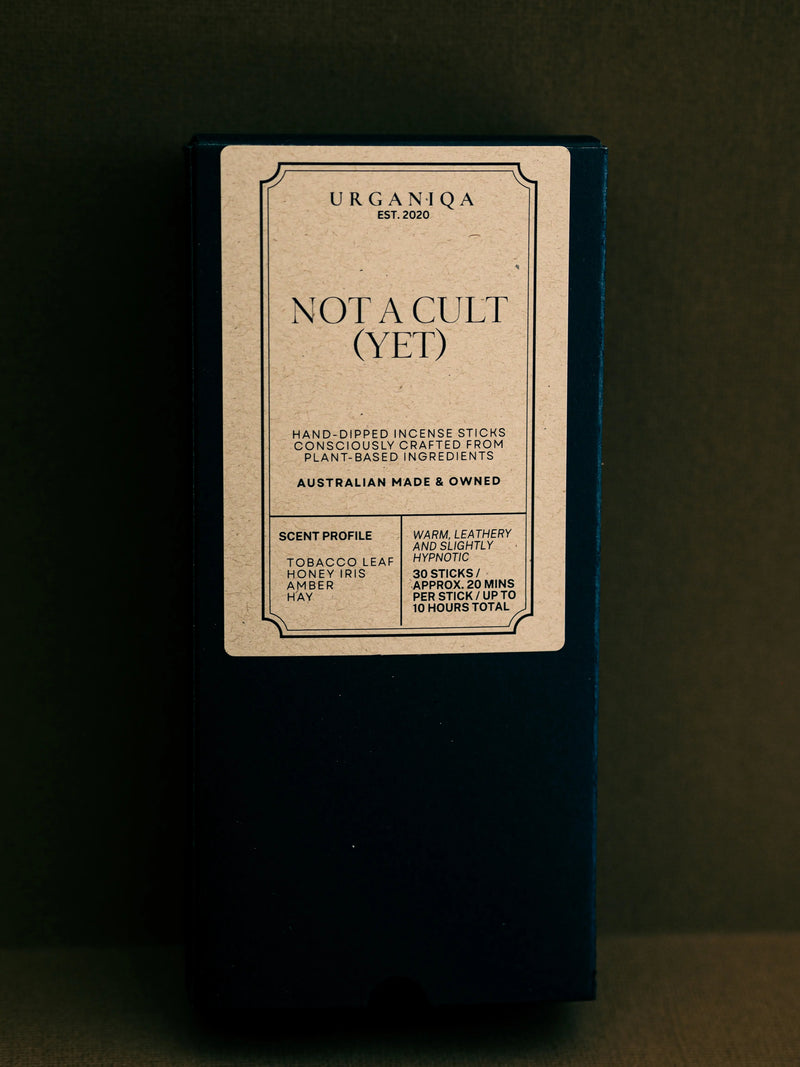 URGANIQA
EST. 2020
NOT A CULT
(YET)
HAND-DIPPED INCENSE STICKS
CONSCIOUSLY CRAFTED FROM
PLANT-BASED INGREDIENTS
AUSTRALIAN MADE & OWNED
SCENT PROFILE
TOBACCO LEAF
HONEY IRIS
AMBER
HAY
WARM, LEATHERY
AND SLIGHTLY
HYPNOTIC
30 STICKS /
APPROX. 20 MINS
PER STICK / UP TO
10 HOURS TOTAL